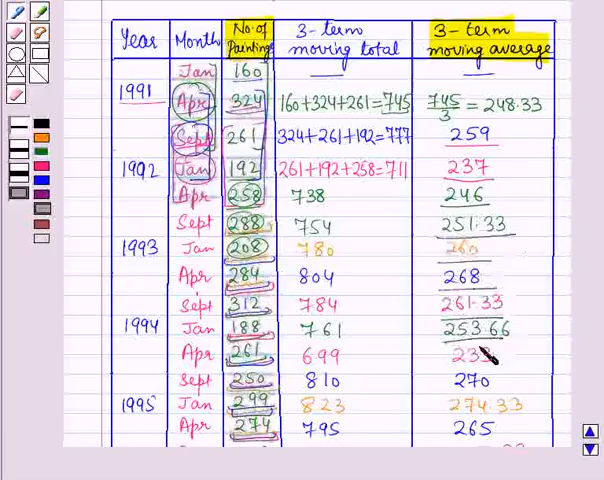 Year Month No. of Painting 3-term moving total 3-term moving average
1991 Jan 160
Apr 324 160+324+261=745 745/3=248.33
Sept 261 324+261+192=777 259
1992 Jan 192 261+192+258=711 237
Apr 258 738 246
Sept 288 754 251.33
1993 Jan 208 780 260
Apr 284 804 268
Sept 312 784 261.33
1994 Jan 188 761 253.66
Apr 261 699
Sept 250 810 270
1995 Jan 299 823 274.33
Apr 274 795 265